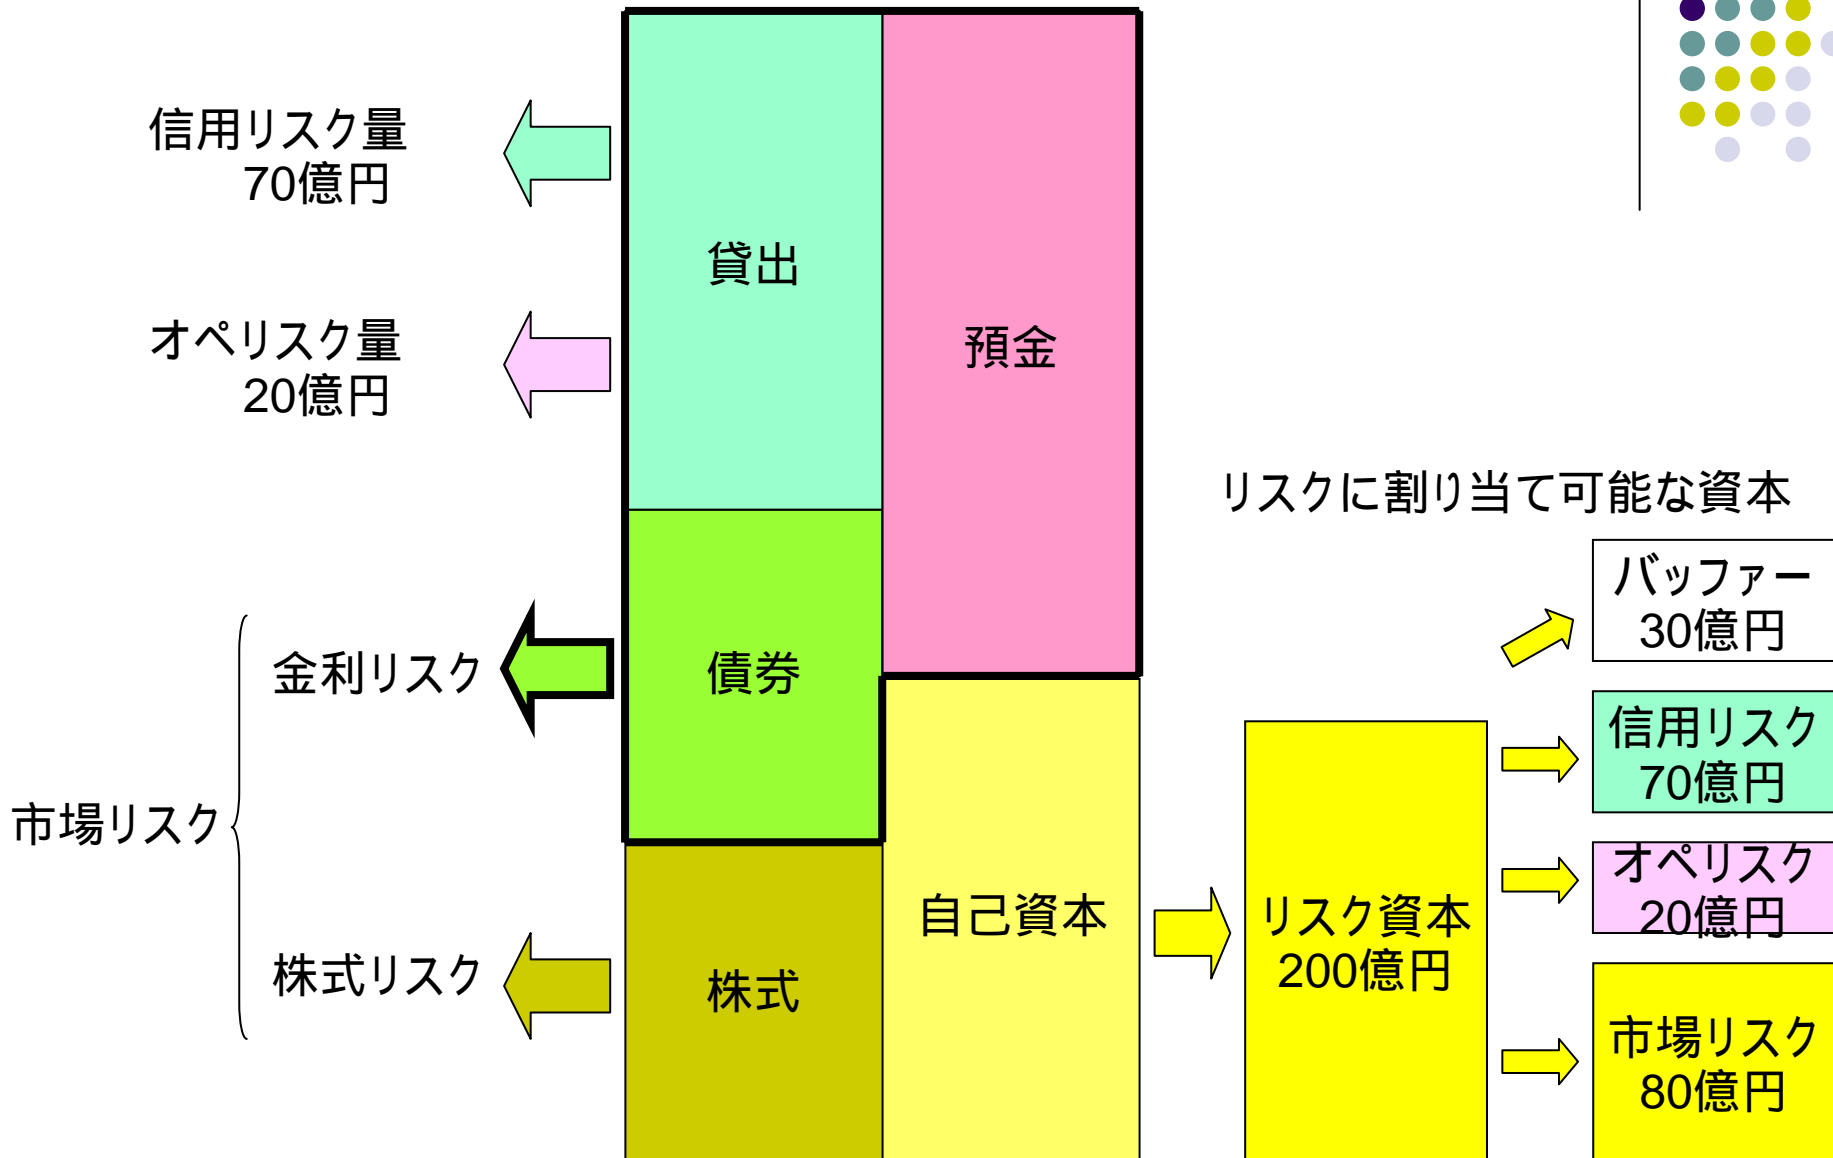 信用リスク量
70億円
オペリスク量
20億円
市場リスク
金利リスク
株式リスク
貸出
債券
株式
預金
自己資本
リスクに割り当て可能な資本
リスク資本
200億円
バッファー
30億円
信用リスク
70億円
オペリスク
20億円
市場リスク
80億円